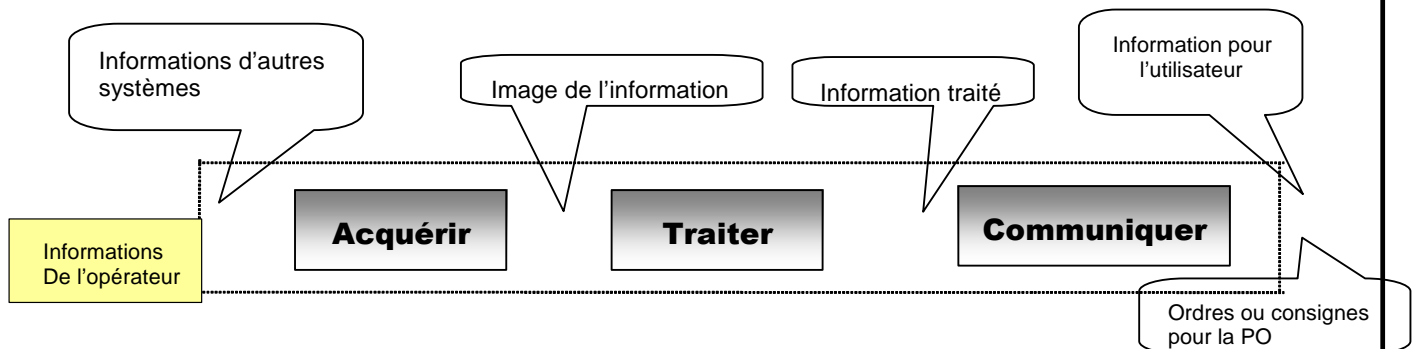 Informations d’autres
systèmes
Image de l’information
Information traité
Information pour
l’utilisateur
Informations
De l’opérateur
Acquérir
Traiter
Communiquer
Ordres ou consignes
pour la PO